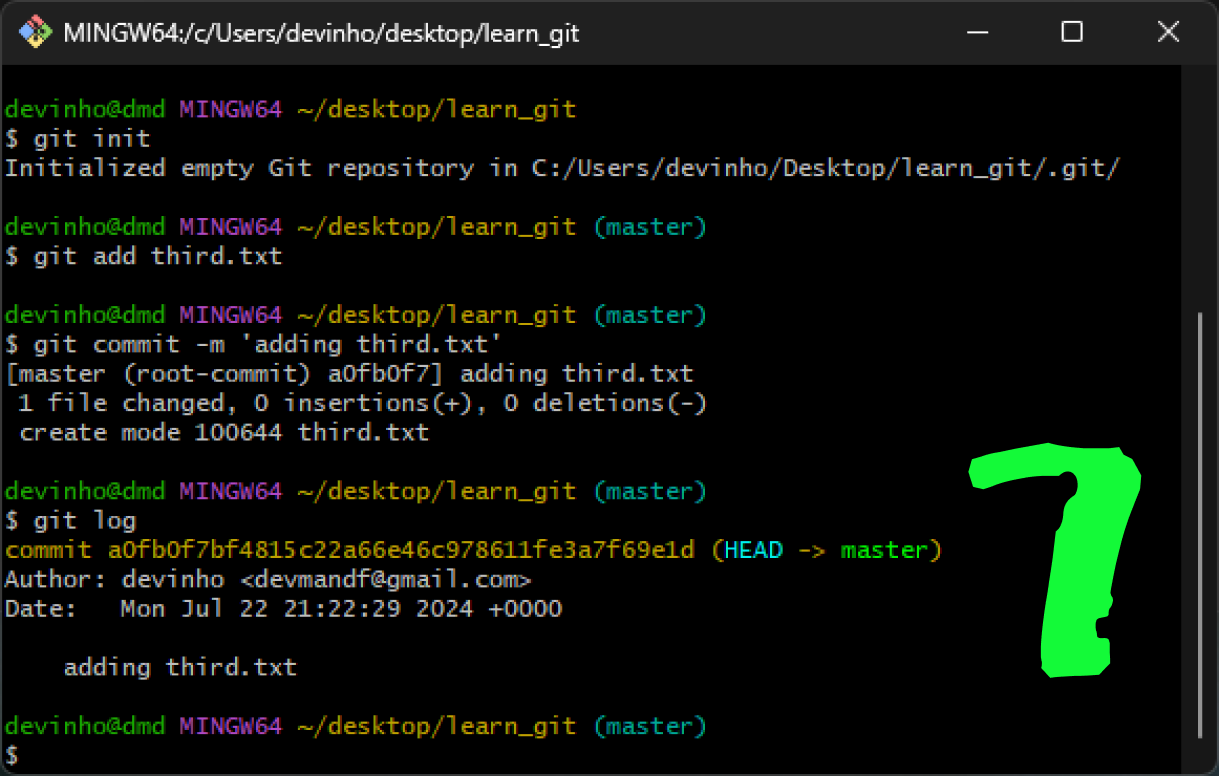 MINGW64:/c/Users/devinho/desktop/learn_git
devinho@dmd MINGW64 ~/desktop/learn_git
$ git init
Initialized empty Git repository in C:/Users/devinho/Desktop/learn_git/.git/
devinho@dmd MINGW64 ~/desktop/learn_git (master)
$ git add third.txt
devinho@dmd MINGW64 ~/desktop/learn_git (master)
$ git commit -m 'adding third.txt'
[master (root-commit) a0fb0f7] adding third.txt
 1 file changed, 0 insertions(+), 0 deletions(-)
 create mode 100644 third.txt
devinho@dmd MINGW64 ~/desktop/learn_git (master)
$ git log
commit a0fb0f7bf4815c22a66e46c978611fe3a7f69e1d (HEAD -> master)
Author: devinho <devmandf@gmail.com>
Date:   Mon Jul 22 21:22:29 2024 +0000
    adding third.txt
devinho@dmd MINGW64 ~/desktop/learn_git (master)
$
7